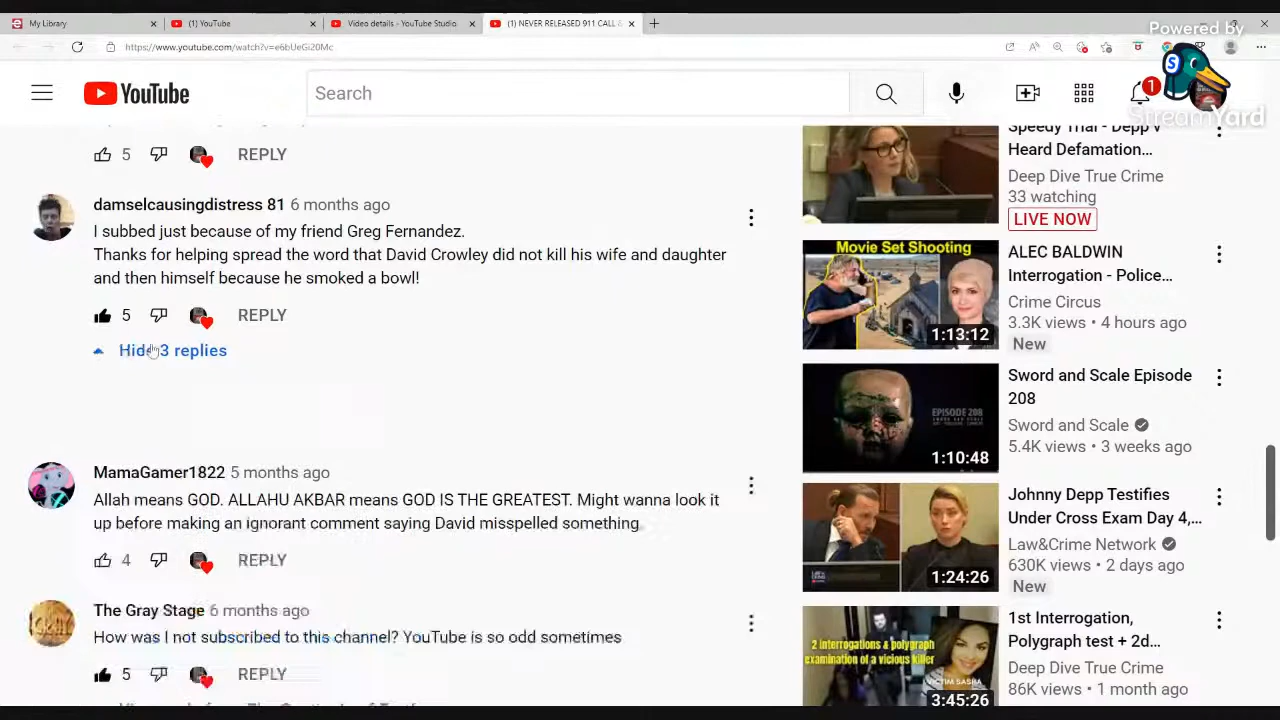 My Library
(1) YouTube
Video details - YouTube Studio
(1) NEVER RELEASED 911 CALL &
Powered by
StreamYard
https://www.youtube.com/watch?v=e6bUeGi20Mc
YouTube
Search
1
5
REPLY
damselcausingdistress 81 6 months ago
I subbed just because of my friend.Greg Fernandez.
Thanks for helping spread the word that David Crowley did not kill his wife and daughter
and then himself because he smoked a bowl!
5
REPLY
Hide 3 replies
MamaGamer1822 5 months ago
Allah means GOD. ALLAHU AKBAR means GOD IS THE GREATEST. Might wanna look it
up before making an ignorant comment saying David misspelled something
4
REPLY
The Gray Stage 6 months ago
How was I not subscribed to this channel? YouTube is so odd sometimes
5
REPLY
Speedy Trial - Depp v
Heard Defamation...
Deep Dive True Crime
33 watching
LIVE NOW
Movie Set Shooting
1:13:12
ALEC BALDWIN
Interrogation - Police...
Crime Circus
3.3K views • 4 hours ago
New
EPISODE 208
1:10:48
Sword and Scale Episode
208
Sword and Scale
5.4K views • 3 weeks ago
1:24:26
Johnny Depp Testifies
Under Cross Exam Day 4,...
Law&Crime Network
630K views • 2 days ago
New
2 interrogations & polygraph
examination of a vicious killer
VICTIM SASHA
3:45:26
1st Interrogation,
Polygraph test + 2d...
Deep Dive True Crime
86K views • 1 month ago